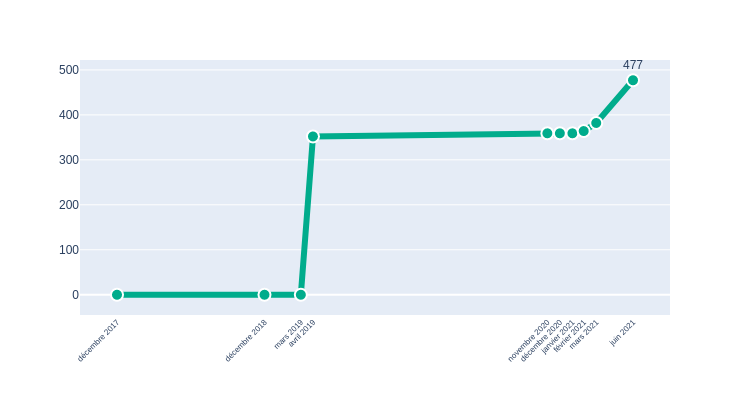 477
500
400
300
200
100
0
décembre 2017
décembre 2018
mars 2019
avril 2019
novembre 2020
décembre 2020
janvier 2021
février 2021
mars 2021
juin 2021